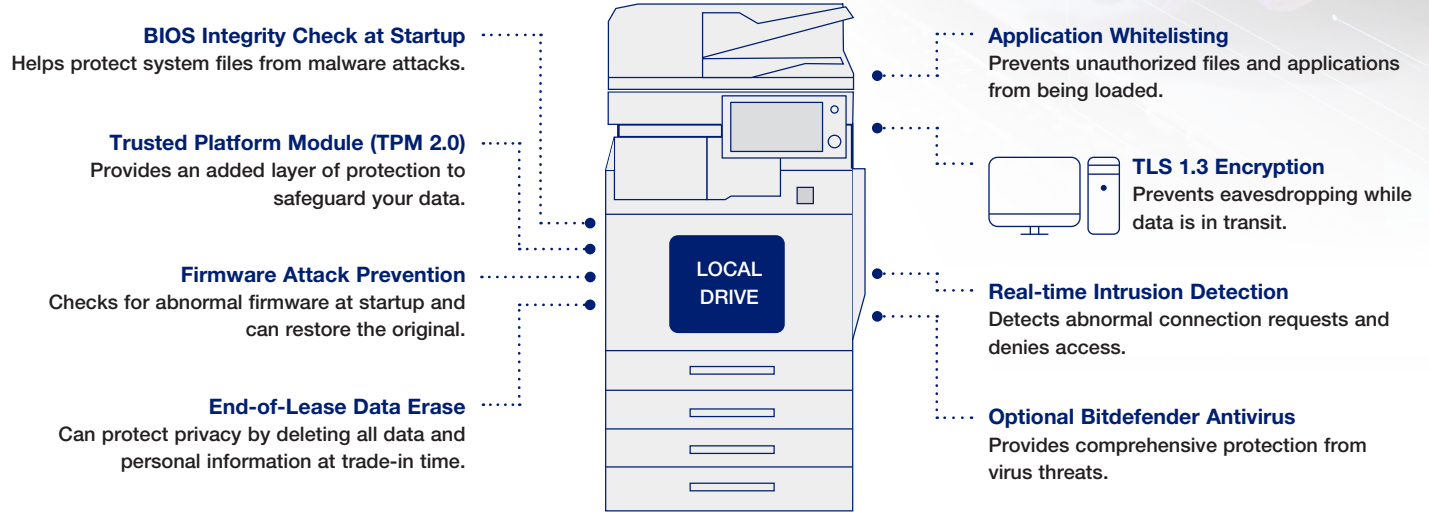 BIOS Integrity Check at Startup
Helps protect system files from malware attacks.
Trusted Platform Module (TPM 2.0)
Provides an added layer of protection to
safeguard your data.
Firmware Attack Prevention
Checks for abnormal firmware at startup and
can restore the original.
End-of-Lease Data Erase
Can protect privacy by deleting all data and
personal information at trade-in time.
LOCAL
DRIVE
Application Whitelisting
Prevents unauthorized files and applications
from being loaded.
TLS 1.3 Encryption
Prevents eavesdropping while
data is in transit.
Real-time Intrusion Detection
Detects abnormal connection requests and
denies access.
Optional Bitdefender Antivirus
Provides comprehensive protection from
virus threats.